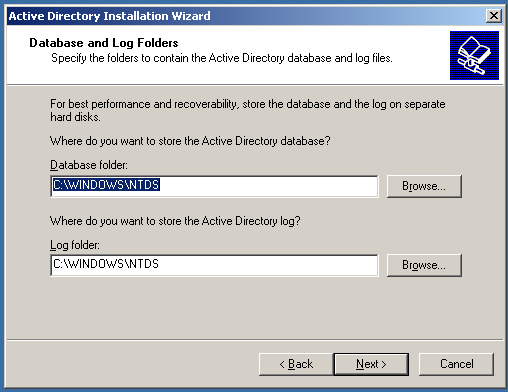 Active Directory Installation Wizard
Database and Log Folders
Specify the folders to contain the Active Directory database and log files.
For best performance and recoverability, store the database and the log on separate
hard disks.
Where do you want to store the Active Directory database?
Database folder:
C:\WINDOWS\NTDS
Browse...
Where do you want to store the Active Directory log?
Log folder:
C:\WINDOWS\NTDS
Browse...
< Back
Next >
Cancel